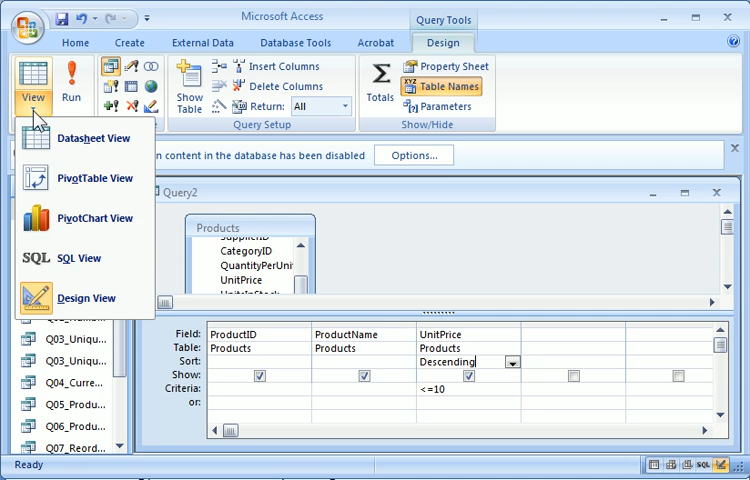 Microsoft Access
Query Tools
Home
Create
External Data
Database Tools
Acrobat
Design
View
Run
Show
Table
Insert Columns
Delete Columns
Return:
All
Query Setup
Totals
XYZ
Property Sheet
Table Names
Parameters
Show/Hide
n content in the database has been disabled
Options...
Datasheet View
PivotTable View
PivotChart View
SQL
SQL View
Design View
Q03_Uniqu...
Q03_Uniqu...
Q04_Curre...
Q05_Produ...
Q06_Produ...
Q07_Reord...
Query2
Products
CategoryID
QuantityPerUni
UnitPrice
UnitsInStock
Field:
ProductID
ProductName
UnitPrice
Table:
Products
Products
Products
Sort:
Descending
Show:
Criteria:
<=10
or:
Ready
SQL